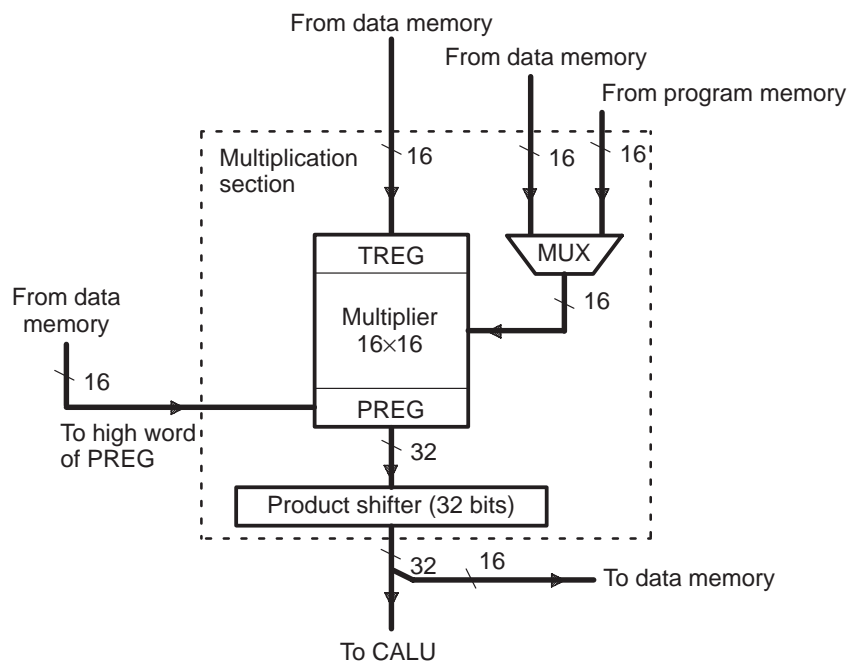 From data memory
From data memory
From program memory
Multiplication
section
16
16
16
TREG
MUX
From data
memory
16
Multiplier
16×16
16
PREG
To high word
of PREG
32
Product shifter (32 bits)
32
16
To data memory
To CALU